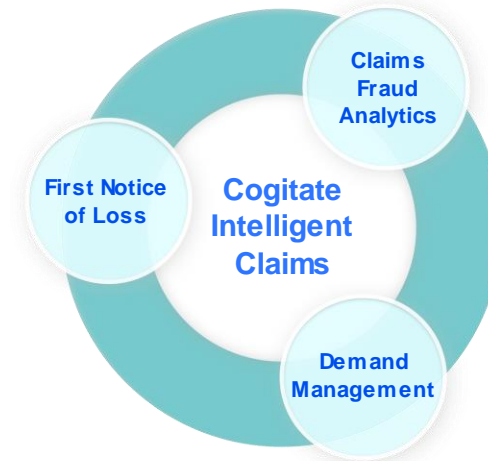 Claims
Fraud
Analytics
First Notice
of Loss
Cogitate
Intelligent
Claims
Demand
Management